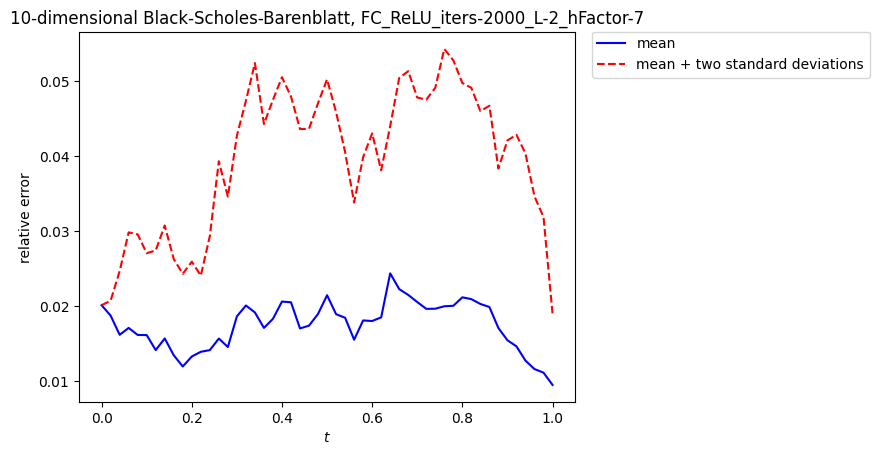 10-dimensional Black-Scholes-Barenblatt, FC_ReLU_iters-2000_L-2_hFactor-7
mean
mean + two standard deviations
relative error
0.05
0.04
0.03
0.02
0.01
0.0 0.2 0.4 0.6 0.8 1.0
t